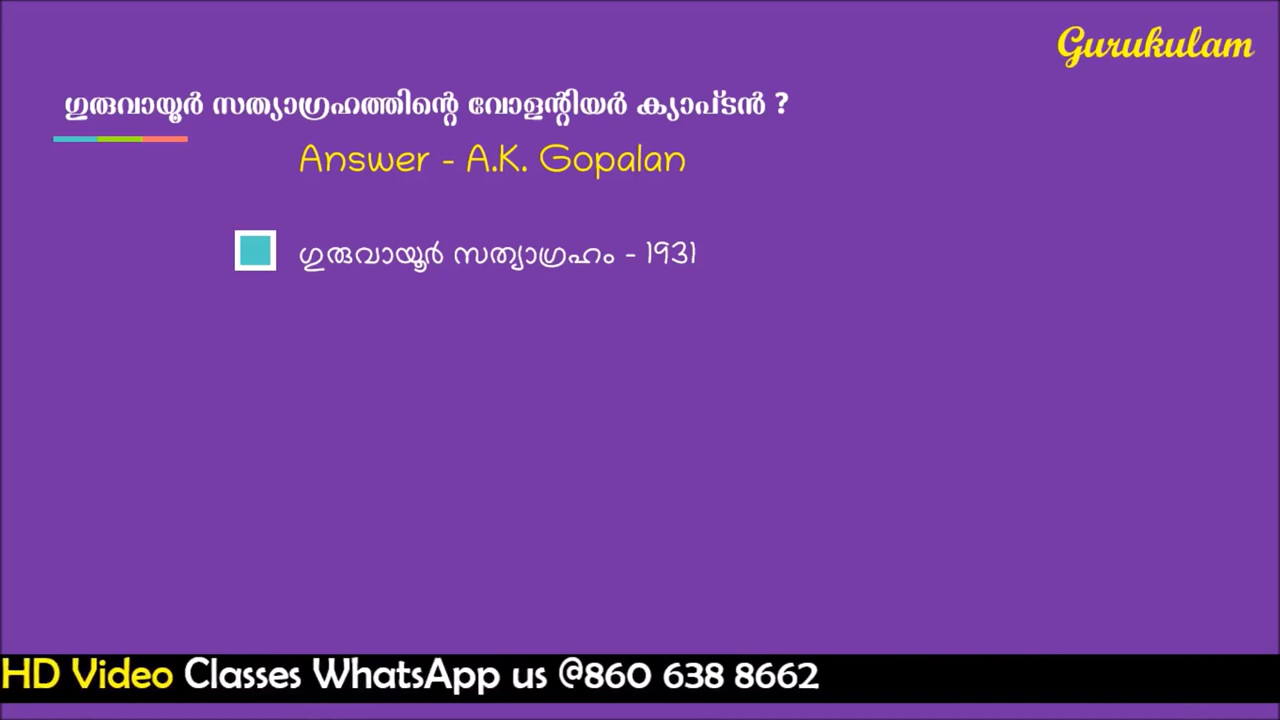 Gurukulam
ഗുരുവായൂർ സത്യാഗ്രഹത്തിന്റെ വോളന്റിയർ ക്യാപ്ടൻ ?
Answer - A.K. Gopalan
ഗുരുവായൂർ സത്യാഗ്രഹം - 1931
HD Video Classes WhatsApp us @860 638 8662